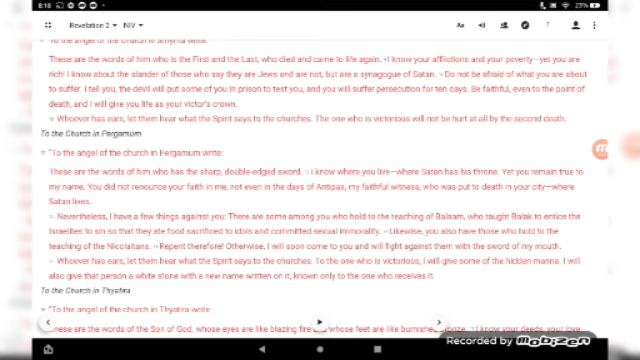 8:18
23%
Revelation 2 ▾ NIV ▾
Aa
?
"To the angel of the church in Smyrna write:
These are the words of him who is the First and the Last, who died and came to life again. I know your afflictions and your poverty—yet you are
rich! I know about the slander of those who say they are Jews and are not, but are a synagogue of Satan. Do not be afraid of what you are about
to suffer. I tell you, the devil will put some of you in prison to test you, and you will suffer persecution for ten days. Be faithful, even to the point of
death, and I will give you life as your victor's crown.
Whoever has ears, let them hear what the Spirit says to the churches. The one who is victorious will not be hurt at all by the second death.
To the Church in Pergamum
"To the angel of the church in Pergamum write:
These are the words of him who has the sharp, double-edged sword. I know where you live—where Satan has his throne. Yet you remain true to
my name. You did not renounce your faith in me, not even in the days of Antipas, my faithful witness, who was put to death in your city—where
Satan lives.
Nevertheless, I have a few things against you: There are some among you who hold to the teaching of Balaam, who taught Balak to entice the
Israelites to sin so that they ate food sacrificed to idols and committed sexual immorality. Likewise, you also have those who hold to the
teaching of the Nicolaitans. Repent therefore! Otherwise, I will soon come to you and will fight against them with the sword of my mouth.
Whoever has ears, let them hear what the Spirit says to the churches. To the one who is victorious, I will give some of the hidden manna. I will
also give that person a white stone with a new name written on it, known only to the one who receives it.
To the Church in Thyatira
"To the angel of the church in Thyatira write:
These are the words of the Son of God, whose eyes are like blazing fire and whose feet are like burnished bronze. I know your deeds, your love
Recorded by mobizen